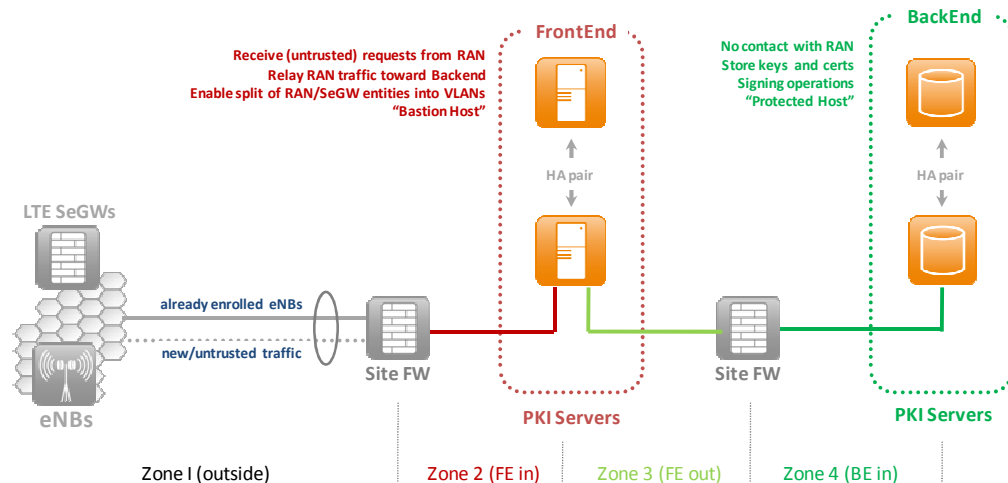 BackEnd
FrontEnd
Receive (untrusted) requests from RAN
Relay RAN traffic toward Backend
Enable split of RAN/SeGW entities into VLANs
“Bastion Host”
No contact with RAN
Store keys and certs
Signing operations
“Protected Host”
HA pair
HA pair
LTE SeGWs
already enrolled eNBs
new/untrusted traffic
Site FW
Site FW
eNBs
PKI Servers
PKI Servers
Zone I (outside)
Zone 2 (FE in)
Zone 3 (FE out)
Zone 4 (BE in)